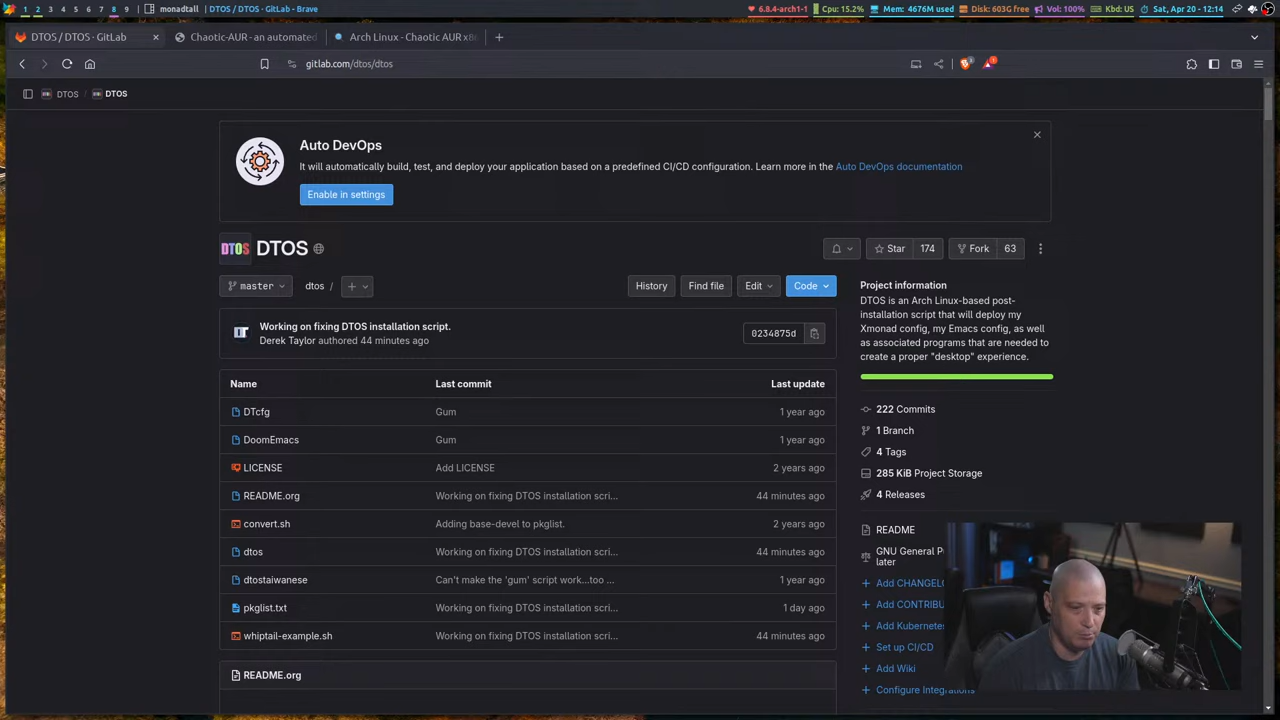 1 2 3 4 5 6 7 8 9 monadtall DTOS / DTOS · GitLab - Brave 6.8.4-arch1-1 Cpu: 15.2% Mem: 4676M used Disk: 603G free Vol: 100% Kbd: US Sat, Apr 20 - 12:14
DTOS / DTOS · GitLab Chaotic-AUR - an automated Arch Linux - Chaotic AUR x8
gitlab.com/dtos/dtos
DTOS / DTOS
Auto DevOps
It will automatically build, test, and deploy your application based on a predefined CI/CD configuration. Learn more in the Auto DevOps documentation
Enable in settings
DTOS DTOS Star 174 Fork 63
master dtos / + History Find file Edit Code
Project information
DTOS is an Arch Linux-based post-
installation script that will deploy my
Xmonad config, my Emacs config, as well
as associated programs that are needed to
create a proper "desktop" experience.
Working on fixing DTOS installation script.
Derek Taylor authored 44 minutes ago
0234875d
Name Last commit Last update
DTcfg Gum 1 year ago
DoomEmacs Gum 1 year ago
LICENSE Add LICENSE 2 years ago
README.org Working on fixing DTOS installation scri... 44 minutes ago
convert.sh Adding base-devel to pkglist. 2 years ago
dtos Working on fixing DTOS installation scri... 44 minutes ago
dtostaiwanese Can't make the 'gum' script work...too ... 1 year ago
pkglist.txt Working on fixing DTOS installation scri... 1 day ago
whiptail-example.sh Working on fixing DTOS installation scri... 44 minutes ago
README.org
222 Commits
1 Branch
4 Tags
285 KiB Project Storage
4 Releases
README
GNU General P
later
Add CHANGELO
Add CONTRIBU
Add Kubernete
Set up CI/CD
Add Wiki
Configure Integrations